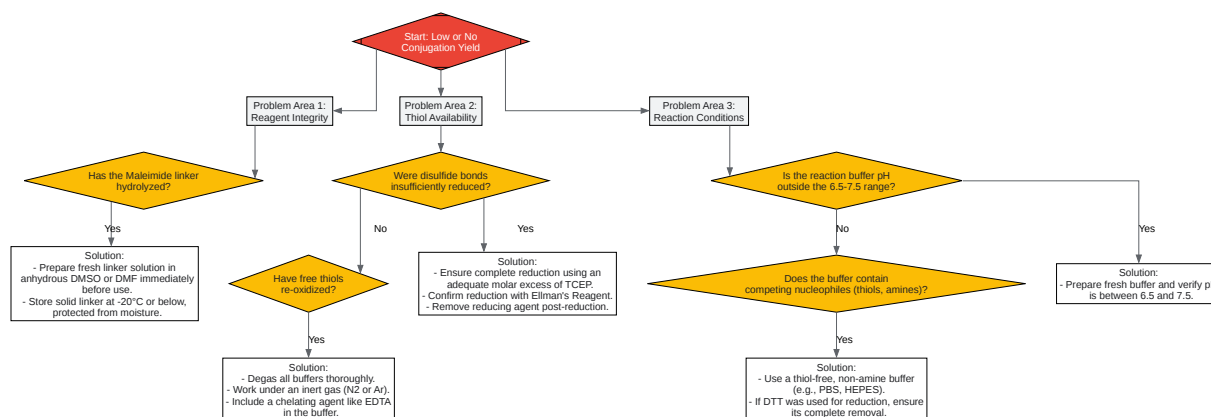 Start: Low or No
Conjugation Yield
Problem Area 1:
Reagent Integrity
Problem Area 2:
Thiol Availability
Problem Area 3:
Reaction Conditions
Has the Maleimide linker
hydrolyzed?
Were disulfide bonds
insufficiently reduced?
Is the reaction buffer pH
outside the 6.5-7.5 range?
Yes
No
Yes
No
Yes
Solution:
- Prepare fresh linker solution in
anhydrous DMSO or DMF immediately
before use.
- Store solid linker at -20°C or below,
protected from moisture.
Have free thiols
re-oxidized?
Solution:
- Ensure complete reduction using an
adequate molar excess of TCEP.
- Confirm reduction with Ellman's Reagent.
- Remove reducing agent post-reduction.
Does the buffer contain
competing nucleophiles (thiols, amines)?
Solution:
- Prepare fresh buffer and verify p
is between 6.5 and 7.5.
Yes
Yes
Solution:
- Degas all buffers thoroughly.
- Work under an inert gas (N2 or Ar).
- Include a chelating agent like EDTA
in the buffer.
Solution:
- Use a thiol-free, non-amine buffer
(e.g., PBS, HEPES).
- If DTT was used for reduction, ensure
its complete removal.